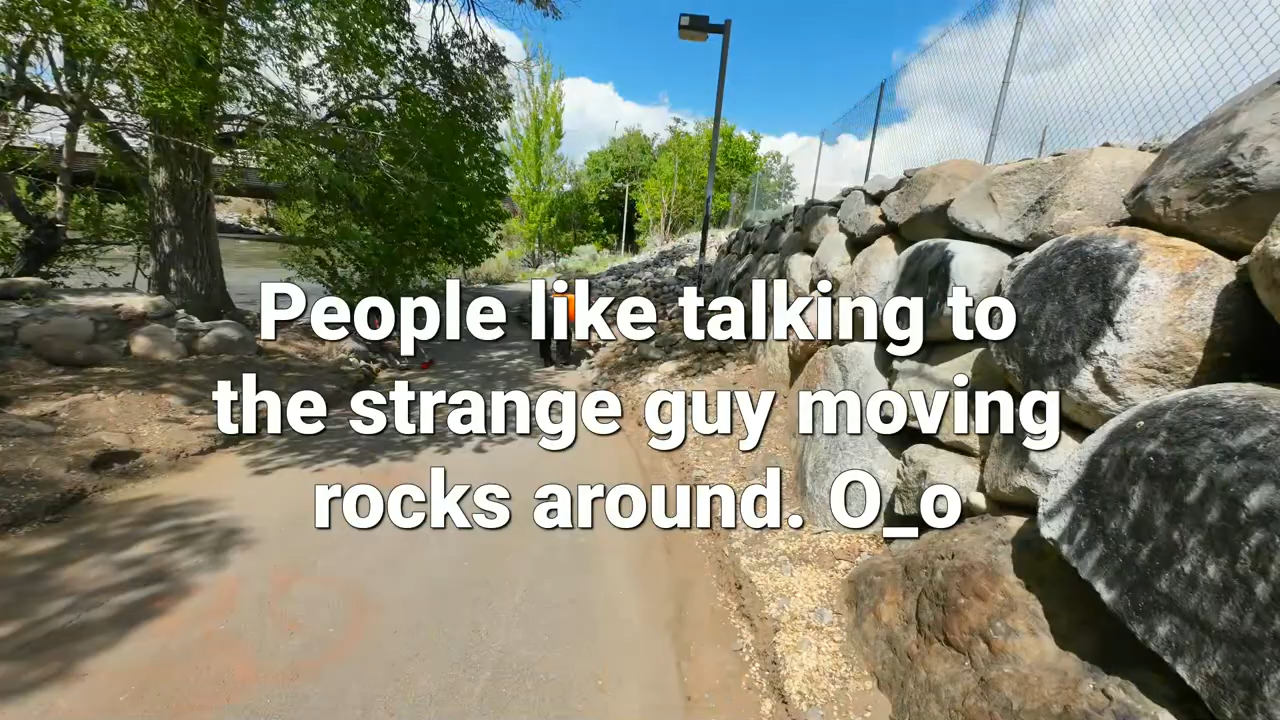 People like talking to
the strange guy moving
rocks around. O_o